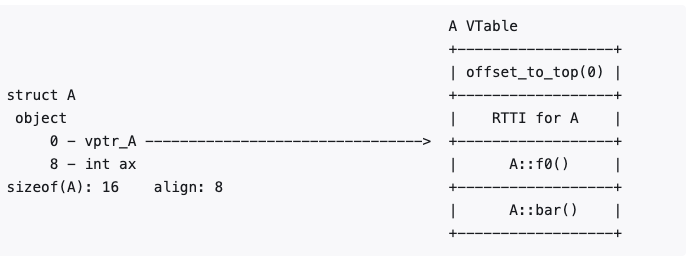 A VTable
                                                   +------------------+
                                                   | offset_to_top(0) |
struct A                                           +------------------+
 object                                            |    RTTI for A    |
     0 - vptr_A -------------------------------->  +------------------+
     8 - int ax                                    |      A::f0()     |
sizeof(A): 16    align: 8                          +------------------+
                                                   |      A::bar()    |
                                                   +------------------+